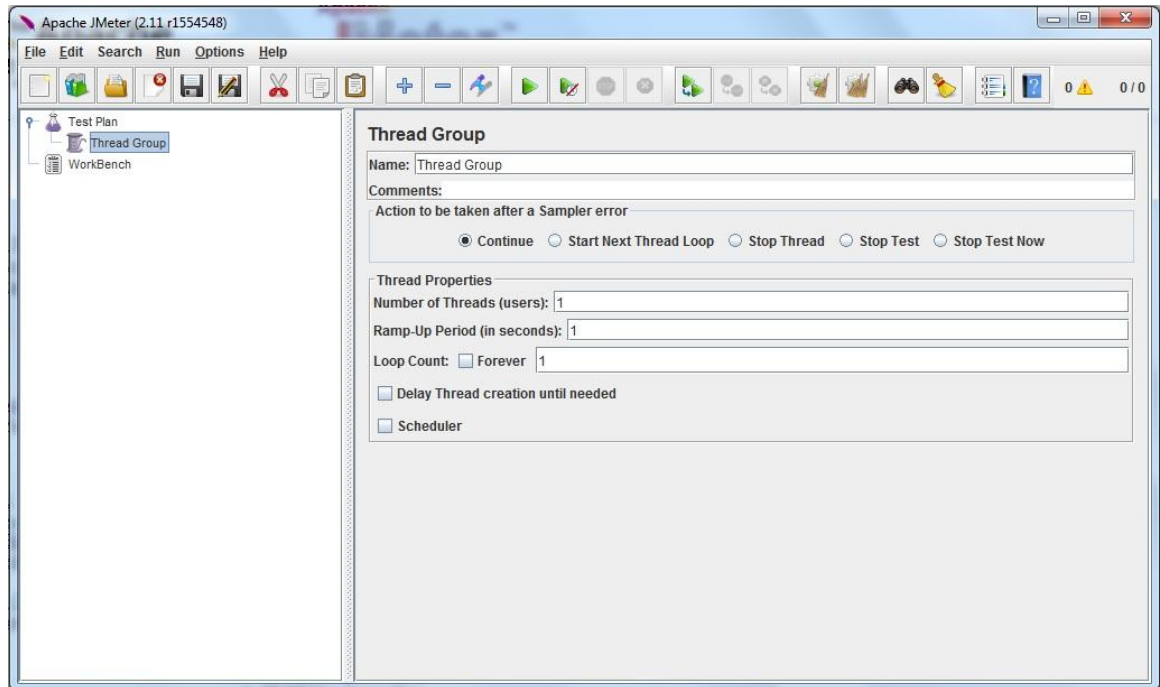 Apache JMeter (2.11 r1554548)
File Edit Search Run Options Help
0 0 / 0
Test Plan
Thread Group
WorkBench
Thread Group
Name: Thread Group
Comments:
Action to be taken after a Sampler error
Continue Start Next Thread Loop Stop Thread Stop Test Stop Test Now
Thread Properties
Number of Threads (users): 1
Ramp-Up Period (in seconds): 1
Loop Count: Forever 1
Delay Thread creation until needed
Scheduler